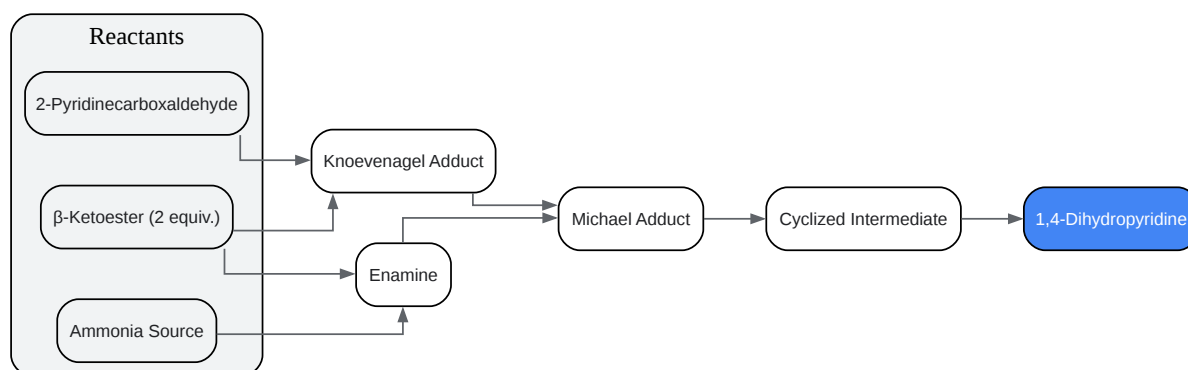 Reactants
2-Pyridinecarboxaldehyde
Knoevenagel Adduct
β-Ketoester (2 equiv.)
Michael Adduct
Cyclized Intermediate
1,4-Dihydropyridine
Enamine
Ammonia Source